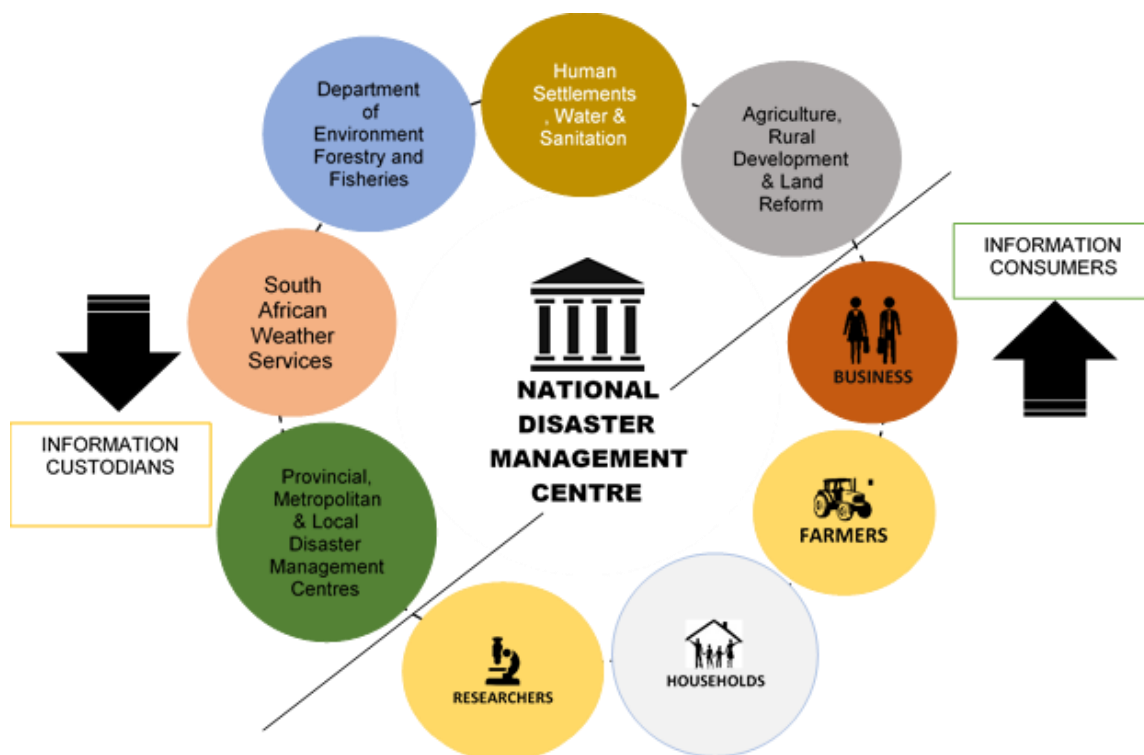 Human
Settlements
, Water &
Sanitation
Department
of
Environment
Forestry and
Fisheries
Agriculture,
Rural
Development
& Land
Reform
INFORMATION
CONSUMERS
South
African
Weather
Services
BUSINESS
NATIONAL
DISASTER
MANAGEMENT
CENTRE
INFORMATION
CUSTODIANS
Provincial,
Metropolitan
& Local
Disaster
Management
Centres
FARMERS
HOUSEHOLDS
RESEARCHERS